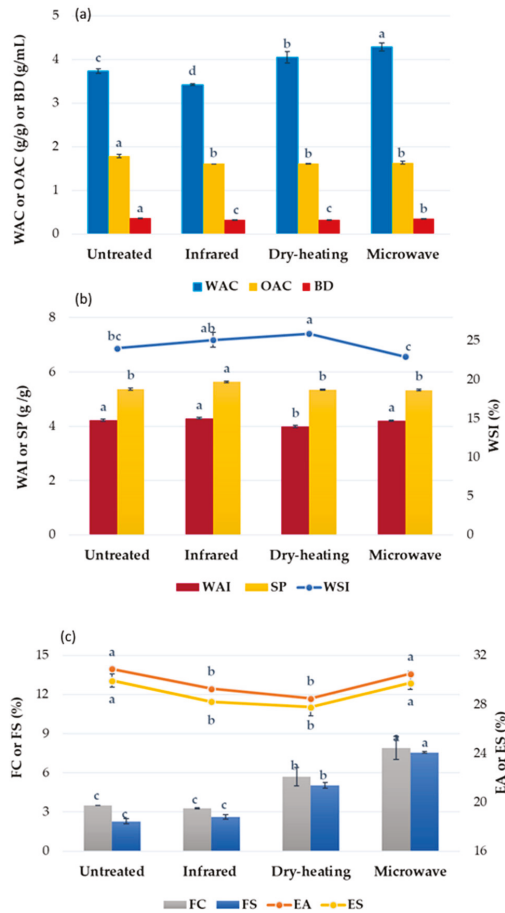 (a)
WAC or OAC (g/g) or BD (g/mL)
5
4
3
2
1
0
c
a
a
d
b
c
b
b
c
a
b
b
Untreated Infrared Dry-heating Microwave
WAC OAC BD
(b)
WAI or SP (g /g)
8
6
4
2
0
WSI (%)
25
20
15
10
5
0
bc
ab
a
c
a
b
a
a
b
b
a
b
Untreated Infrared Dry-heating Microwave
WAI SP WSI
(c)
FC or FS (%)
15
12
9
6
3
0
EA or ES (%)
32
28
24
20
16
a
b
b
a
a
b
b
a
c
c
c
c
b
b
a
a
Untreated Infrared Dry-heating Microwave
FC FS EA ES